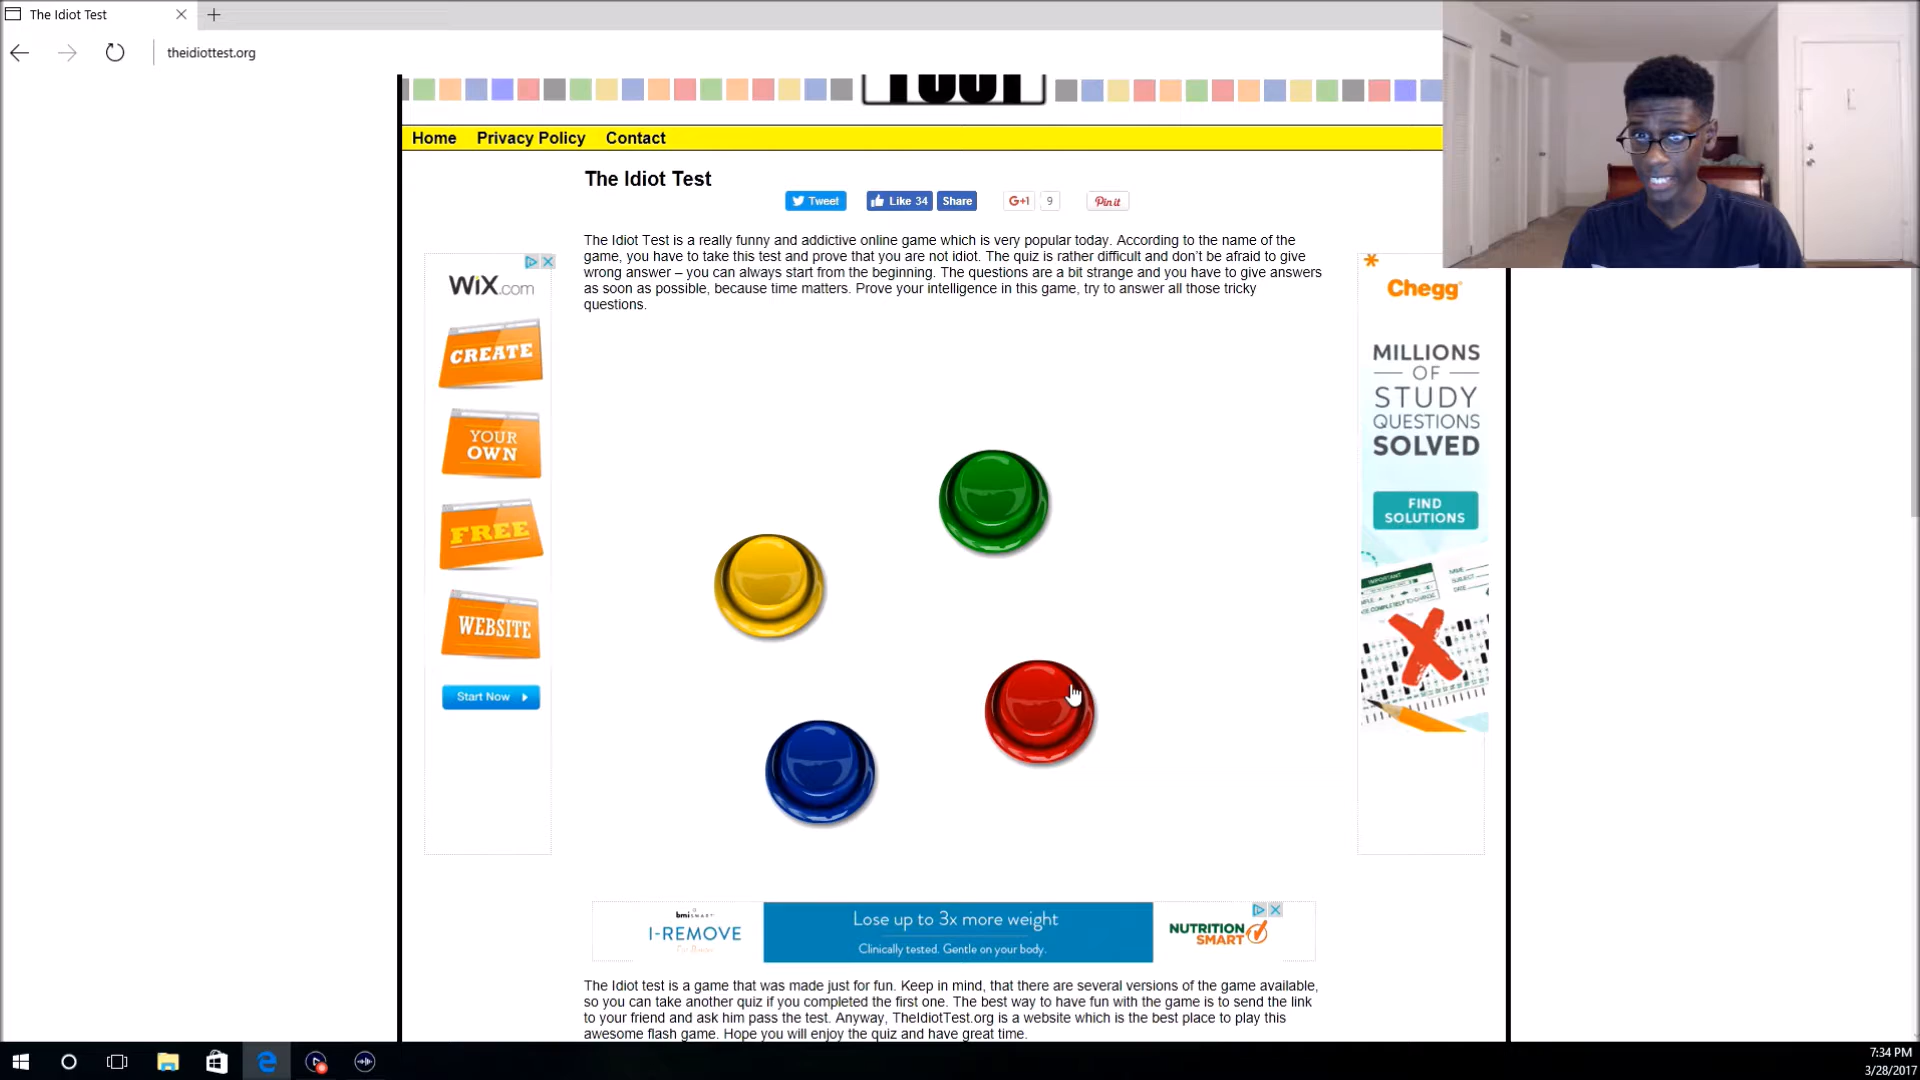 The Idiot Test
theidiottest.org
Home Privacy Policy Contact
The Idiot Test
Tweet Like 34 Share G+1 9 Pin it
The Idiot Test is a really funny and addictive online game which is very popular today. According to the name of the
game, you have to take this test and prove that you are not idiot. The quiz is rather difficult and don't be afraid to give
wrong answer – you can always start from the beginning. The questions are a bit strange and you have to give answers
as soon as possible, because time matters. Prove your intelligence in this game, try to answer all those tricky
questions.
WiX.com
CREATE
YOUR
OWN
FREE
WEBSITE
Start Now
Chegg
MILLIONS
OF
STUDY
QUESTIONS
SOLVED
FIND
SOLUTIONS
IMPORTANT
NAME
SUBJECT
DATE
I-REMOVE
Lose up to 3x more weight
Clinically tested. Gentle on your body.
NUTRITION
SMART
The Idiot test is a game that was made just for fun. Keep in mind, that there are several versions of the game available,
so you can take another quiz if you completed the first one. The best way to have fun with the game is to send the link
to your friend and ask him pass the test. Anyway, TheIdiotTest.org is a website which is the best place to play this
awesome flash game. Hope you will enjoy the quiz and have great time.
7:34 PM
3/28/2017